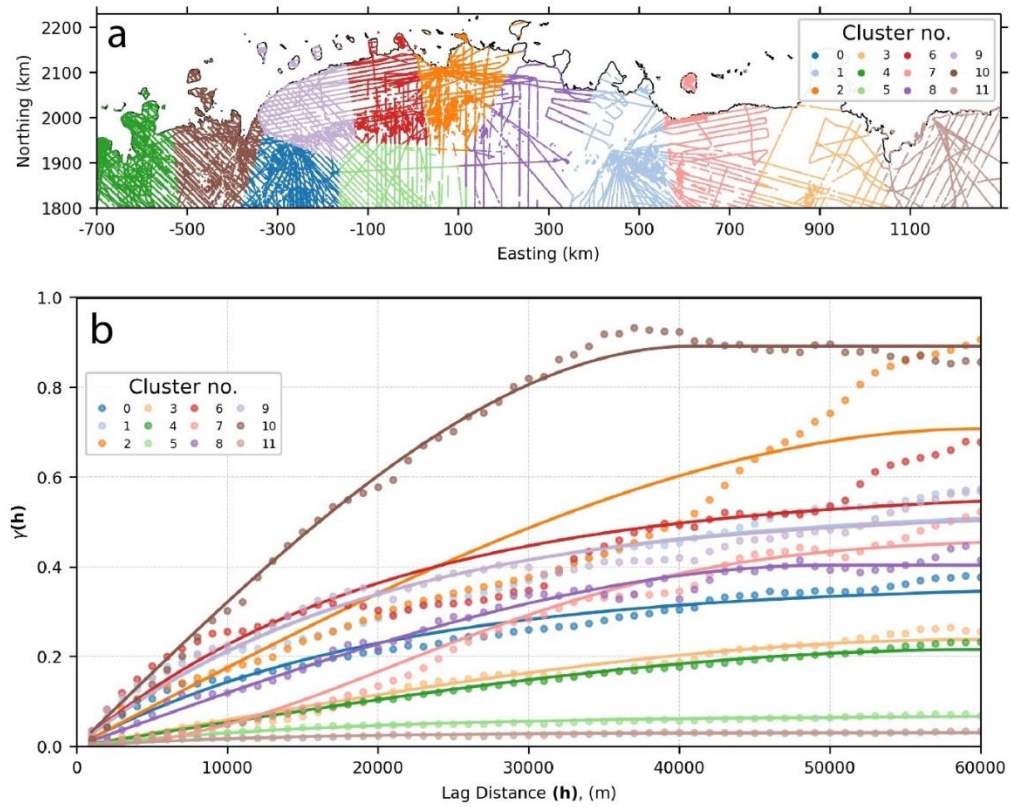 a
Cluster no.
0 3 6 9
1 4 7 10
2 5 8 11
Northing (km)
2200
2100
2000
1900
1800
-700 -500 -300 -100 100 300 500 700 900 1100
Easting (km)
b
Cluster no.
0 3 6 9
1 4 7 10
2 5 8 11
γ(h)
1.0
0.8
0.6
0.4
0.2
0.0
0 10000 20000 30000 40000 50000 60000
Lag Distance (h), (m)